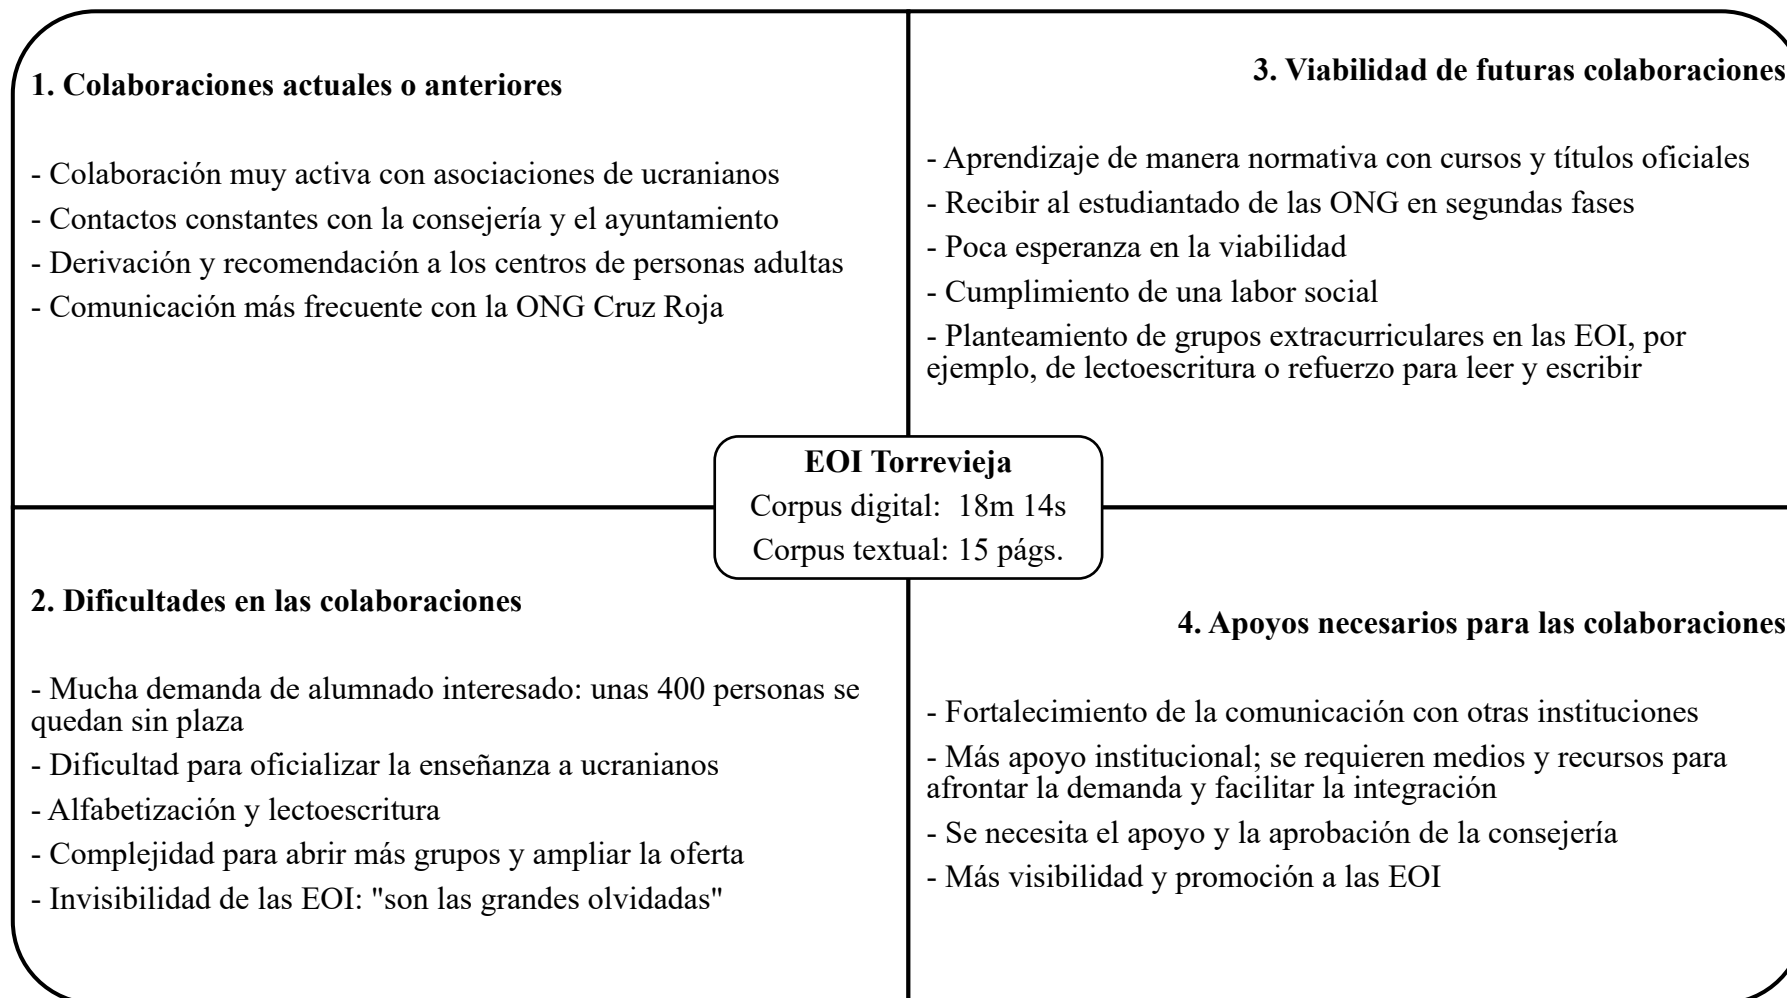 1. Colaboraciones actuales o anteriores
- Colaboración muy activa con asociaciones de ucranianos
- Contactos constantes con la consejería y el ayuntamiento
- Derivación y recomendación a los centros de personas adultas
- Comunicación más frecuente con la ONG Cruz Roja
3. Viabilidad de futuras colaboraciones
- Aprendizaje de manera normativa con cursos y títulos oficiales
- Recibir al estudiantado de las ONG en segundas fases
- Poca esperanza en la viabilidad
- Cumplimiento de una labor social
- Planteamiento de grupos extracurriculares en las EOI, por
ejemplo, de lectoescritura o refuerzo para leer y escribir
EOI Torrevieja
Corpus digital: 18m 14s
Corpus textual: 15 págs.
2. Dificultades en las colaboraciones
- Mucha demanda de alumnado interesado: unas 400 personas se
quedan sin plaza
- Dificultad para oficializar la enseñanza a ucranianos
- Alfabetización y lectoescritura
- Complejidad para abrir más grupos y ampliar la oferta
- Invisibilidad de las EOI: "son las grandes olvidadas"
4. Apoyos necesarios para las colaboraciones
- Fortalecimiento de la comunicación con otras instituciones
- Más apoyo institucional; se requieren medios y recursos para
afrontar la demanda y facilitar la integración
- Se necesita el apoyo y la aprobación de la consejería
- Más visibilidad y promoción a las EOI